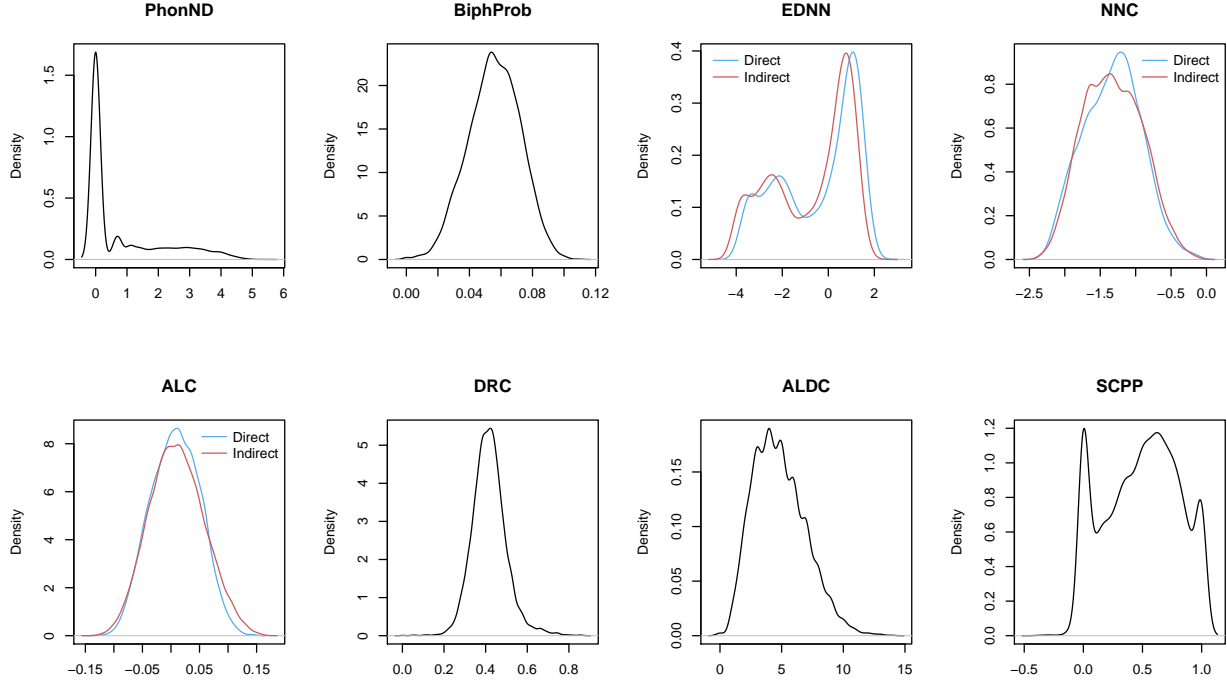 PhonND
BiphProb
EDNN
NNC
Density
0.0 0.5 1.0 1.5
0 1 2 3 4 5 6
Density
0 5 10 15 20
0.00 0.04 0.08 0.12
Density
0.0 0.1 0.2 0.3 0.4
Direct
Indirect
−4 −2 0 2
Density
0.0 0.2 0.4 0.6 0.8
Direct
Indirect
−2.5 −1.5 −0.5 0.0
ALC
DRC
ALDC
SCPP
Density
0 2 4 6 8
Direct
Indirect
−0.15 −0.05 0.05 0.15
Density
0 1 2 3 4 5
0.0 0.2 0.4 0.6 0.8
Density
0.00 0.05 0.10 0.15
0 5 10 15
Density
0.0 0.2 0.4 0.6 0.8 1.0 1.2
−0.5 0.0 0.5 1.0